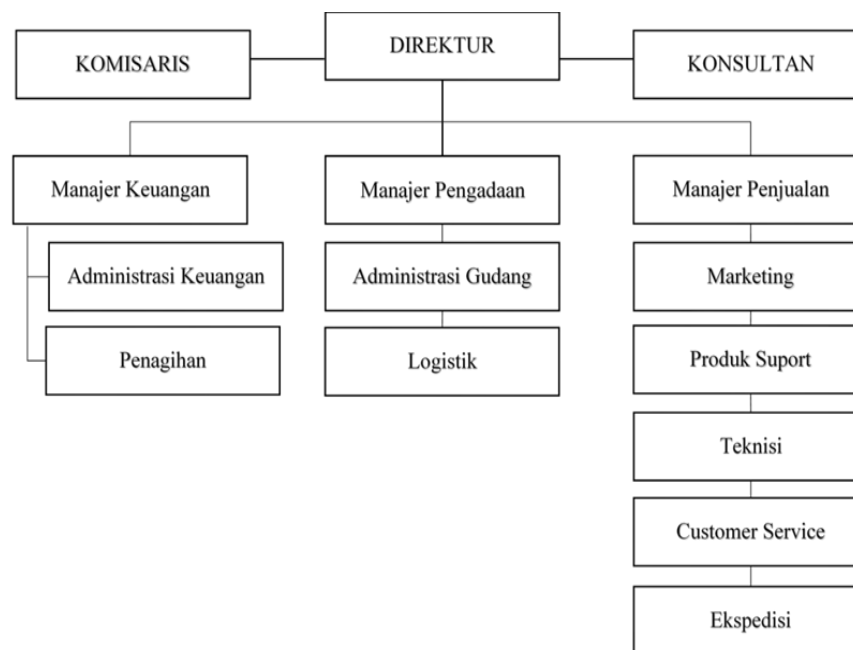 KOMISARIS
DIREKTUR
KONSULTAN
Manajer Keuangan
Manajer Pengadaan
Manajer Penjualan
Administrasi Keuangan
Administrasi Gudang
Marketing
Penagihan
Logistik
Produk Suport
Teknisi
Customer Service
Ekspedisi